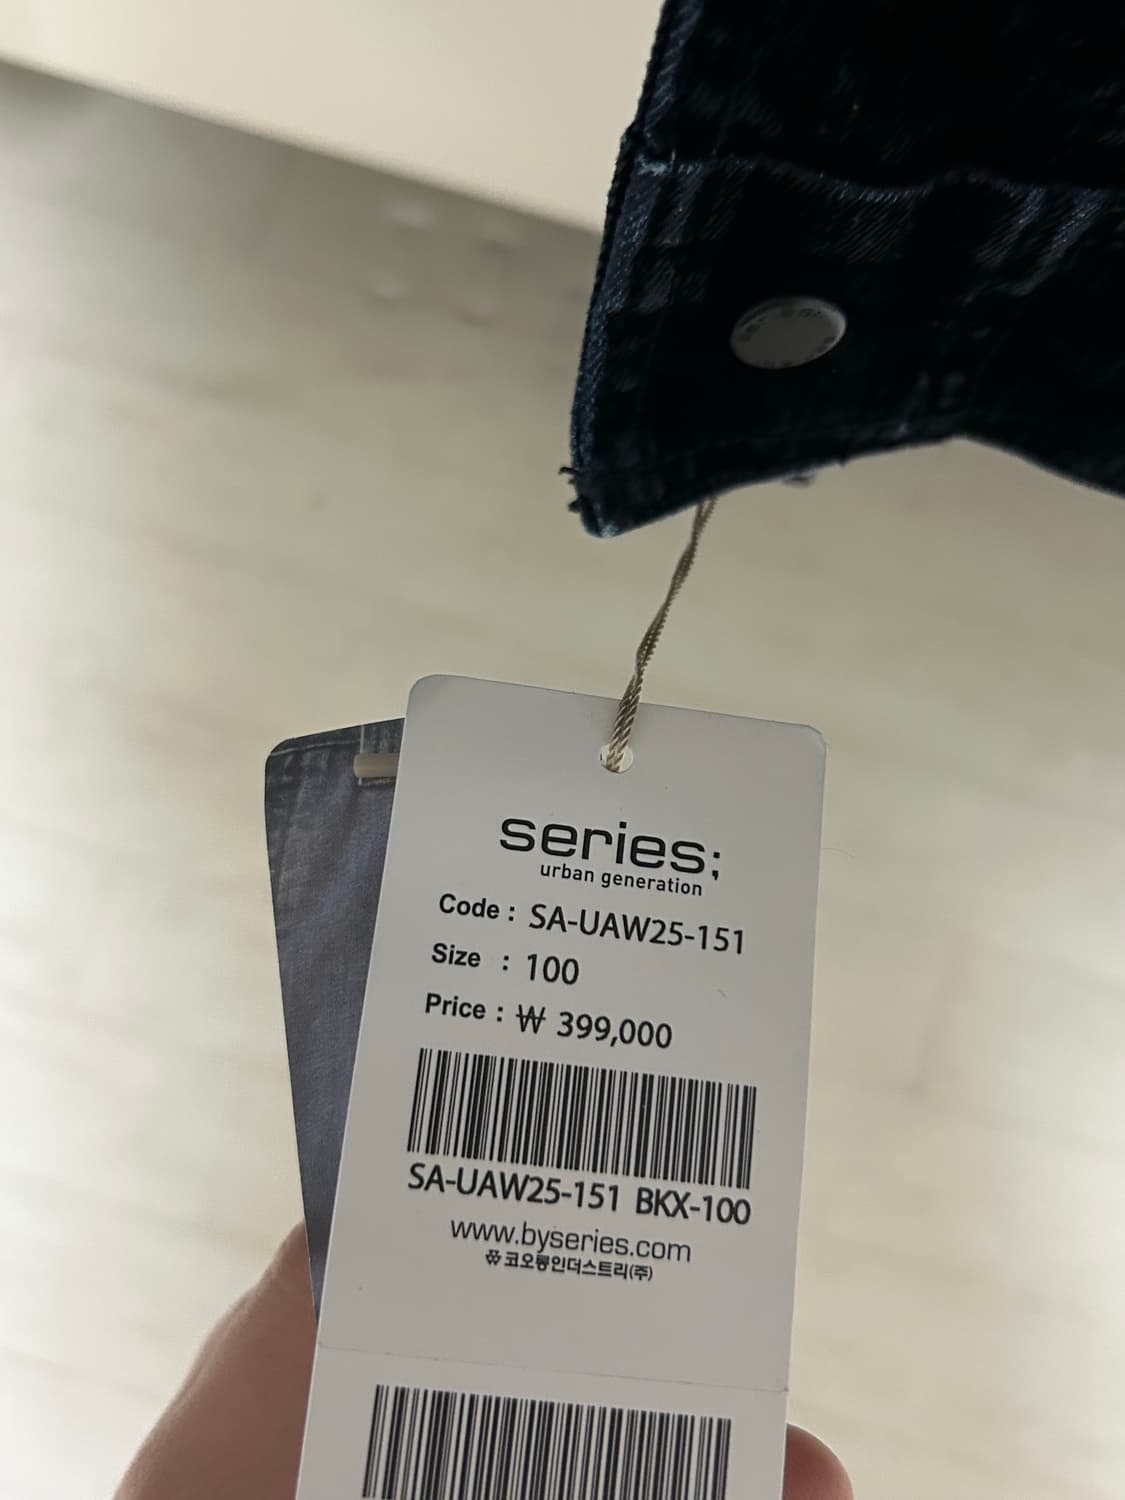 series;
urban generation
Code : SA-UAW25-151
Size : 100
Price : ₩ 399,000
SA-UAW25-151 BKX-100
www.byseries.com
코오롱인더스트리(주)